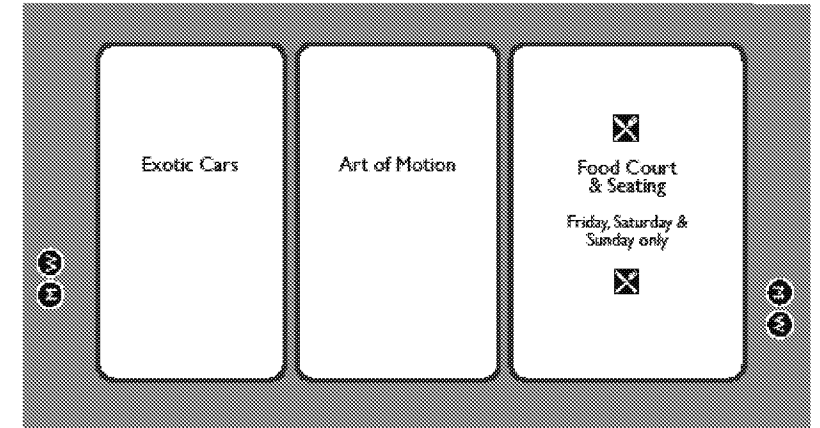 Exotic Cars
Art of Motion
Food Court
& Seating
Friday, Saturday &
Sunday only
W
M
M
W